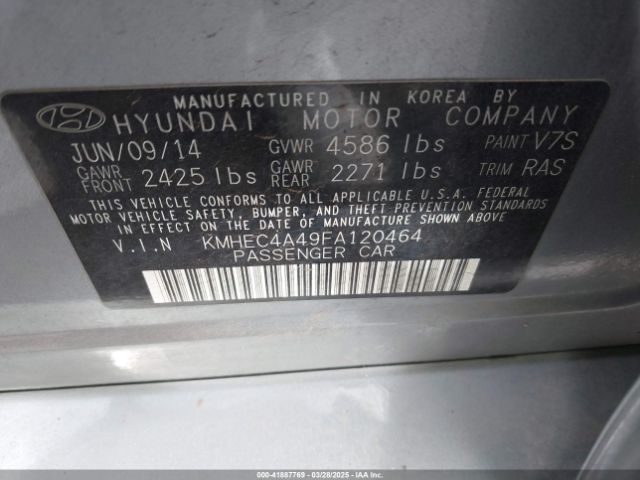 MANUFACTURED IN KOREA BY
HYUNDAI MOTOR COMPANY
JUN/09/14 GVWR 4586 lbs PAINT V7S
GAWR FRONT 2425 lbs GAWR REAR 2271 lbs TRIM RAS
THIS VEHICLE CONFORMS TO ALL APPLICABLE U.S.A. FEDERAL
MOTOR VEHICLE SAFETY, BUMPER, AND THEFT PREVENTION STANDARDS
IN EFFECT ON THE DATE OF MANUFACTURE SHOWN ABOVE.
V.I.N KMHEC4A49FA120464
PASSENGER CAR
000-41887769 | 03/28/2025 | IAAI.COM